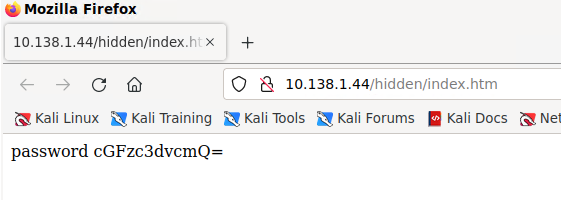 Mozilla Firefox
10.138.1.44/hidden/index.ht
10.138.1.44/hidden/index.htm
Kali Linux Kali Training Kali Tools Kali Forums Kali Docs Net
password cGFzc3dvcmQ=